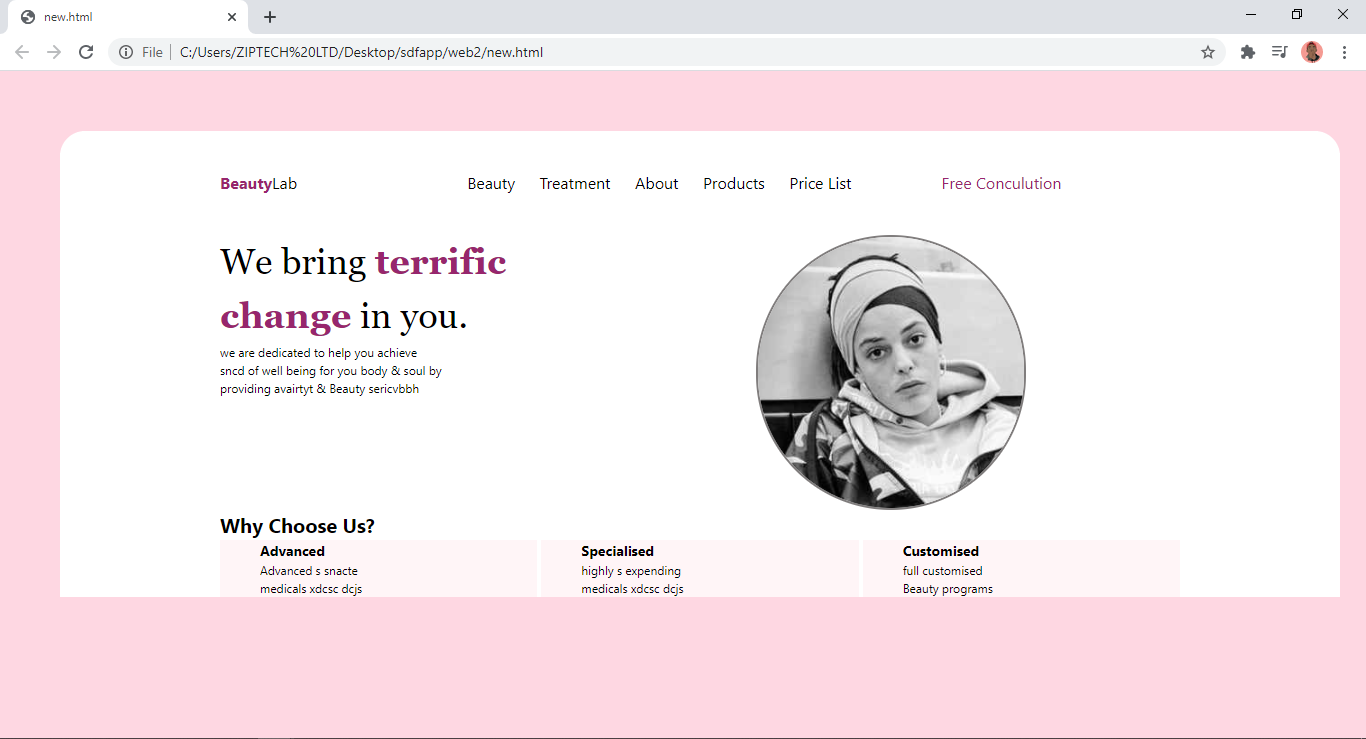 new.html
File
C:/Users/ZIPTECH%20LTD/Desktop/sdfapp/web2/new.html
BeautyLab
Beauty Treatment About Products Price List
Free Conculution
We bring terrific
change in you.
we are dedicated to help you achieve
sncd of well being for you body & soul by
providing avairtyt & Beauty sericvbbh
Why Choose Us?
Advanced
Advanced s snacte
medicals xdcsc dcjs
Specialised
highly s expending
medicals xdcsc dcjs
Customised
full customised
Beauty programs